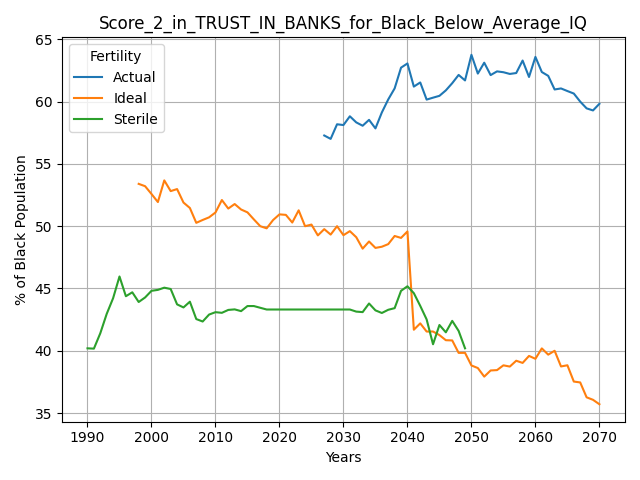 Score_2_in_TRUST_IN_BANKS_for_Black_Below_Average_IQ
Fertility
Actual
Ideal
Sterile
% of Black Population
65
60
55
50
45
40
35
1990 2000 2010 2020 2030 2040 2050 2060 2070
Years